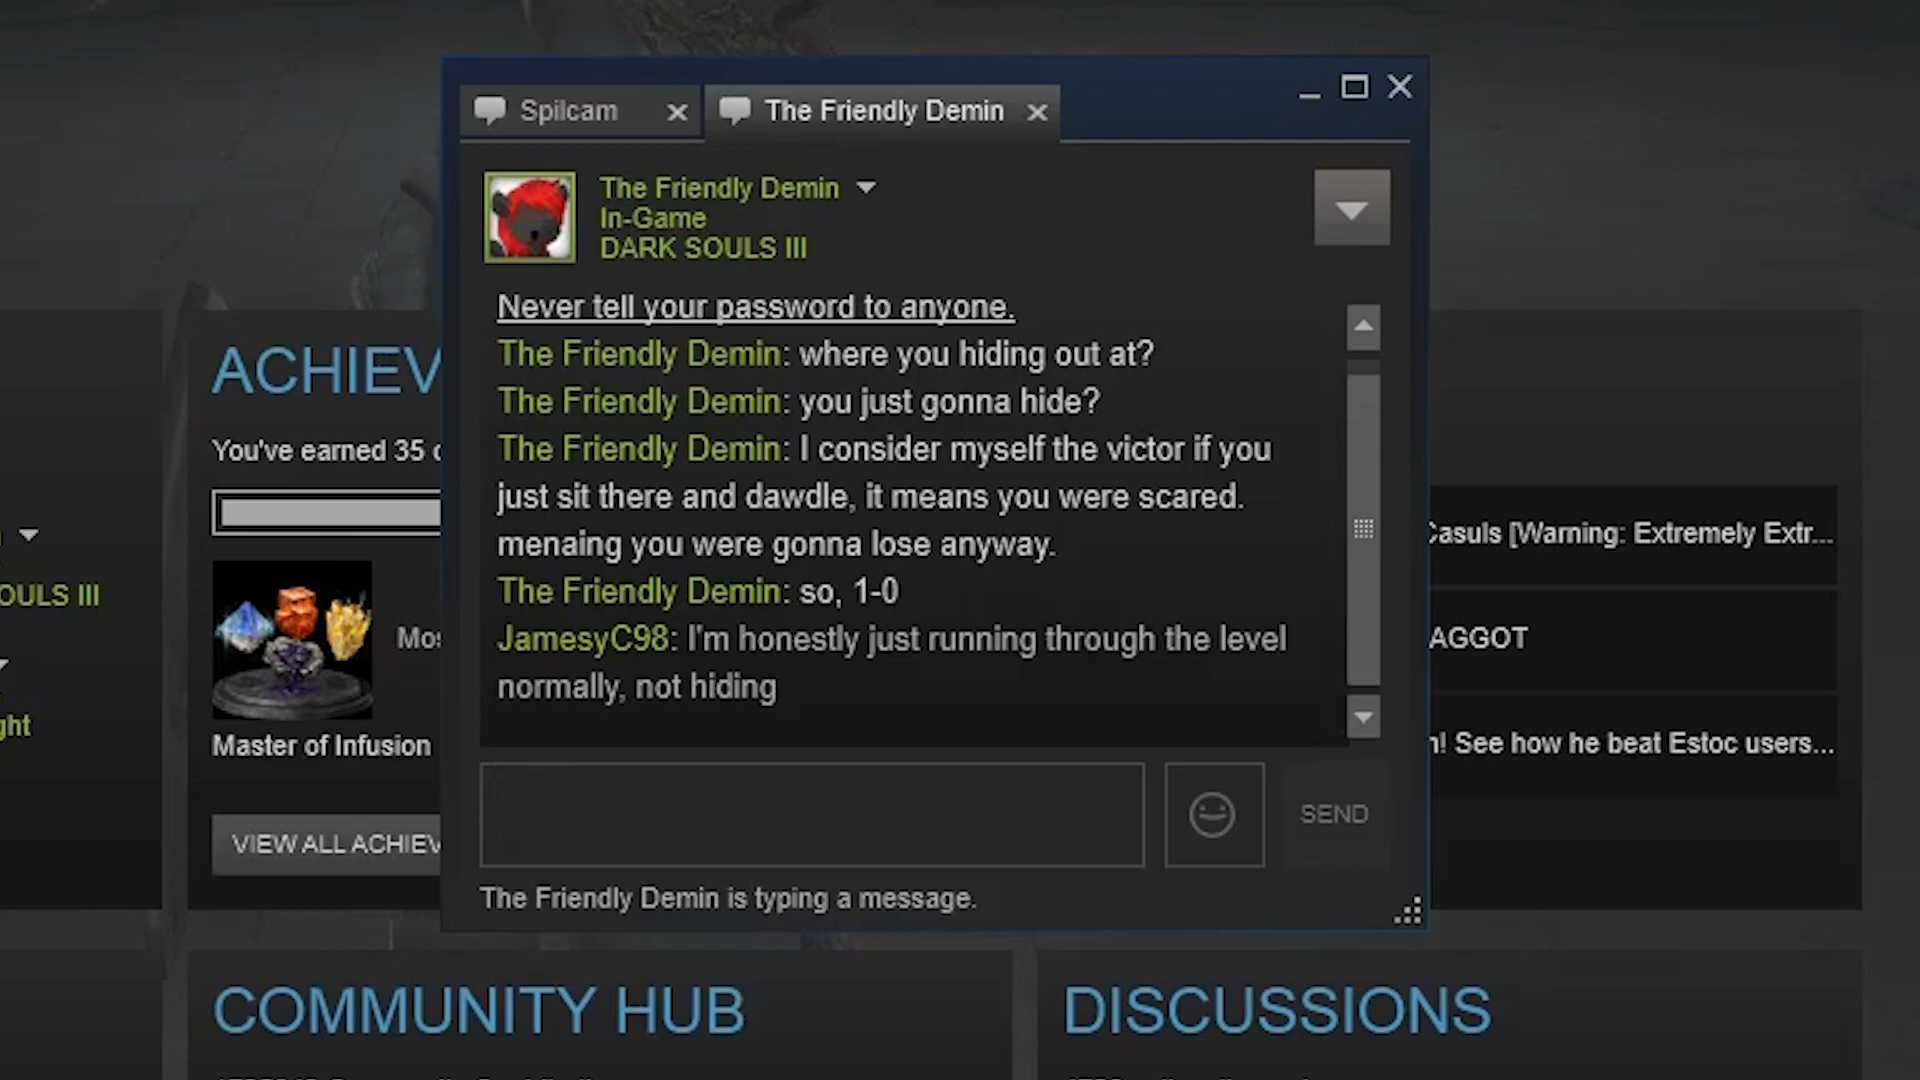 Spilcam
The Friendly Demin
The Friendly Demin
In-Game
DARK SOULS III
Never tell your password to anyone.
The Friendly Demin: where you hiding out at?
The Friendly Demin: you just gonna hide?
The Friendly Demin: I consider myself the victor if you
just sit there and dawdle, it means you were scared.
menaing you were gonna lose anyway.
The Friendly Demin: so, 1-0
JamesyC98: I'm honestly just running through the level
normally, not hiding
SEND
The Friendly Demin is typing a message.
ACHIEV
You've earned 35
Mos
Master of Infusion
VIEW ALL ACHIEV
OULS III
ght
Casuls [Warning: Extremely Extr...
AGGOT
! See how he beat Estoc users...
COMMUNITY HUB
DISCUSSIONS